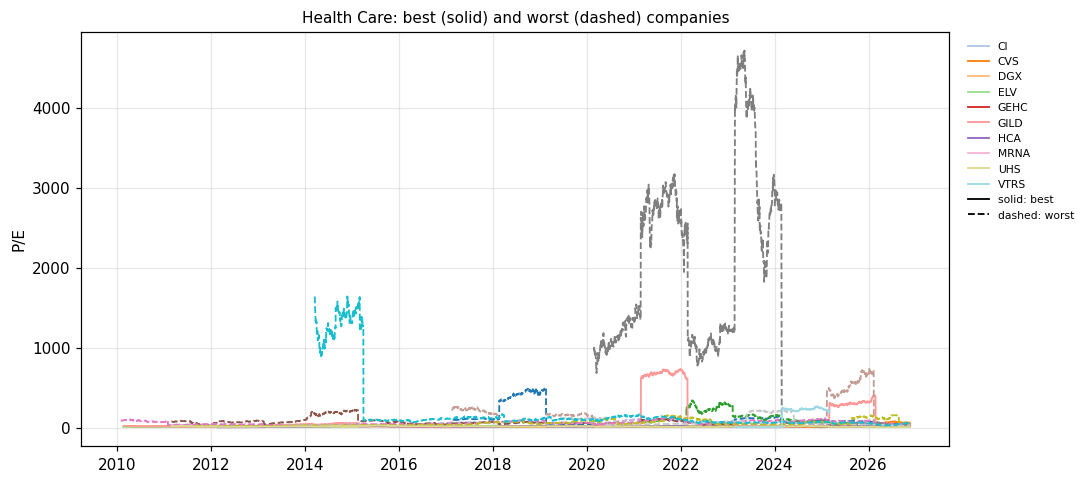 Health Care: best (solid) and worst (dashed) companies
P/E
4000
3000
2000
1000
0
2010 2012 2014 2016 2018 2020 2022 2024 2026
CI
CVS
DGX
ELV
GEHC
GILD
HCA
MRNA
UHS
VTRS
solid: best
dashed: worst